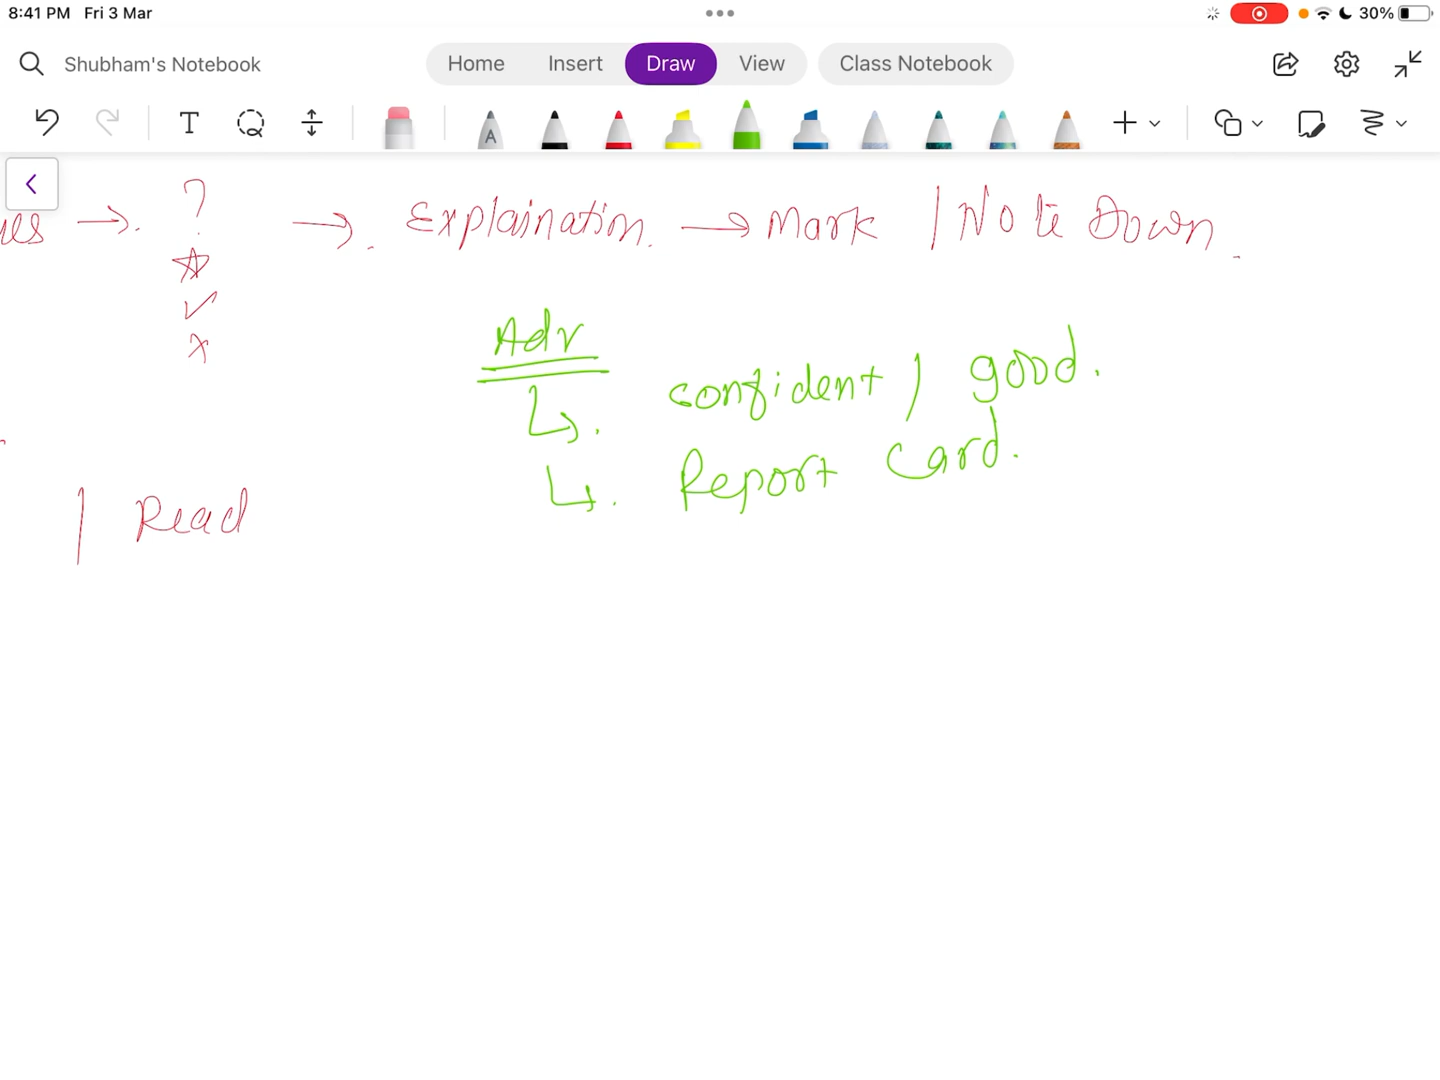 8:41 PM Fri 3 Mar
30%
Shubham's Notebook Home Insert Draw View Class Notebook
T A
→ ? → Explaination. → Mark / Note Down.
Adv
↳ confident / good.
↳ Report Card.
| Read